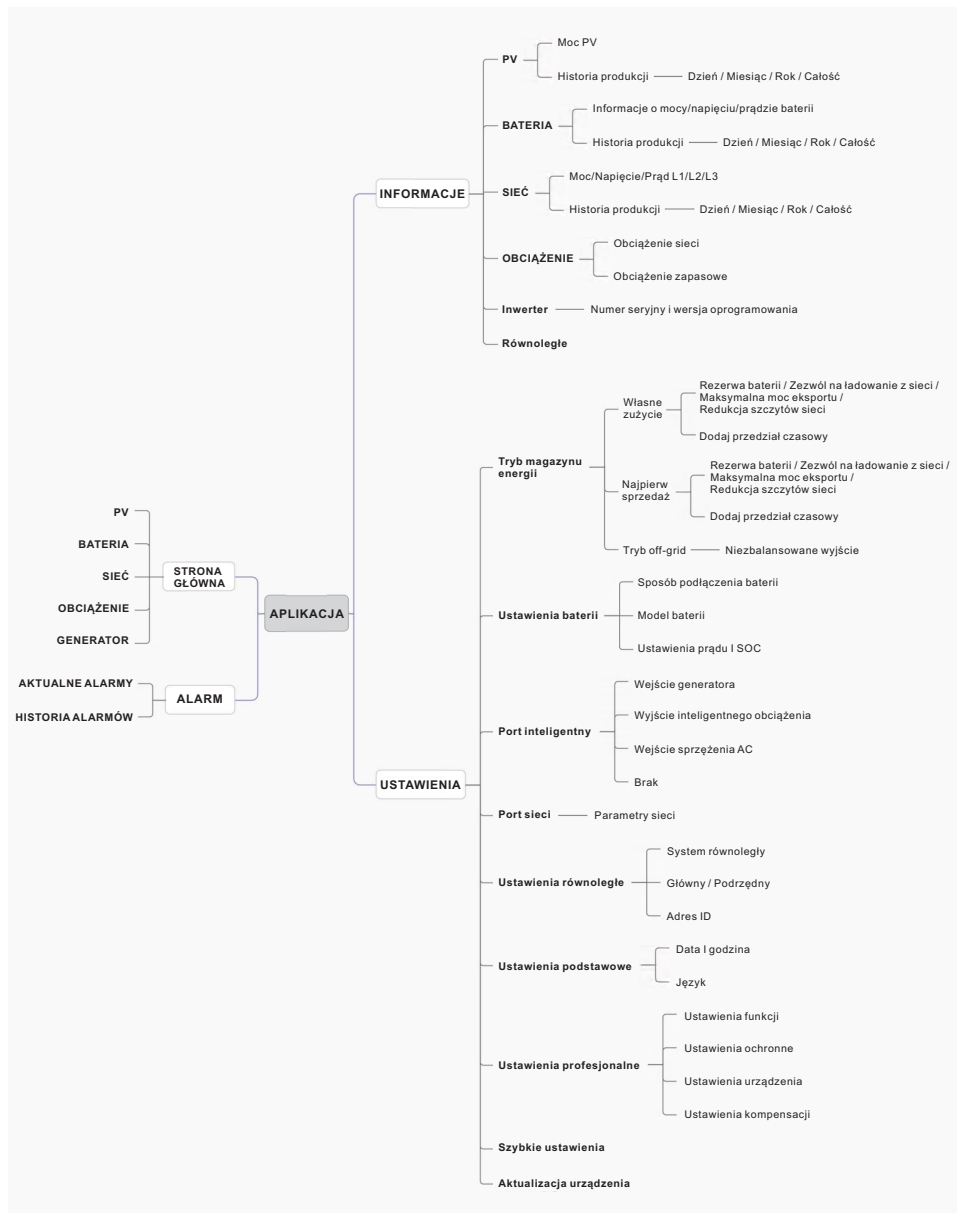 APLIKACJA
STRONA
GŁÓWNA
PV
BATERIA
SIEĆ
OBCIĄŻENIE
GENERATOR
ALARM
AKTUALNE ALARMY
HISTORIA ALARMÓW
INFORMACJE
PV
Moc PV
Historia produkcji
Dzień / Miesiąc / Rok / Całość
BATERIA
Informacje o mocy/napięciu/prądzie baterii
Historia produkcji
Dzień / Miesiąc / Rok / Całość
SIEĆ
Moc/Napięcie/Prąd L1/L2/L3
Historia produkcji
Dzień / Miesiąc / Rok / Całość
OBCIĄŻENIE
Obciążenie sieci
Obciążenie zapasowe
Inwerter
Numer seryjny i wersja oprogramowania
Równoległe
USTAWIENIA
Tryb magazynu
energii
Własne
zużycie
Rezerwa baterii / Zezwól na ładowanie z sieci /
Maksymalna moc eksportu /
Redukcja szczytów sieci
Dodaj przedział czasowy
Najpierw
sprzedaż
Rezerwa baterii / Zezwól na ładowanie z sieci /
Maksymalna moc eksportu /
Redukcja szczytów sieci
Dodaj przedział czasowy
Tryb off-grid
Niezbalansowane wyjście
Ustawienia baterii
Sposób podłączenia baterii
Model baterii
Ustawienia prądu I SOC
Port inteligentny
Wejście generatora
Wyjście inteligentnego obciążenia
Wejście sprzężenia AC
Brak
Port sieci
Parametry sieci
Ustawienia równoległe
System równoległy
Główny / Podrzędny
Adres ID
Ustawienia podstawowe
Data I godzina
Język
Ustawienia profesjonalne
Ustawienia funkcji
Ustawienia ochronne
Ustawienia urządzenia
Ustawienia kompensacji
Szybkie ustawienia
Aktualizacja urządzenia